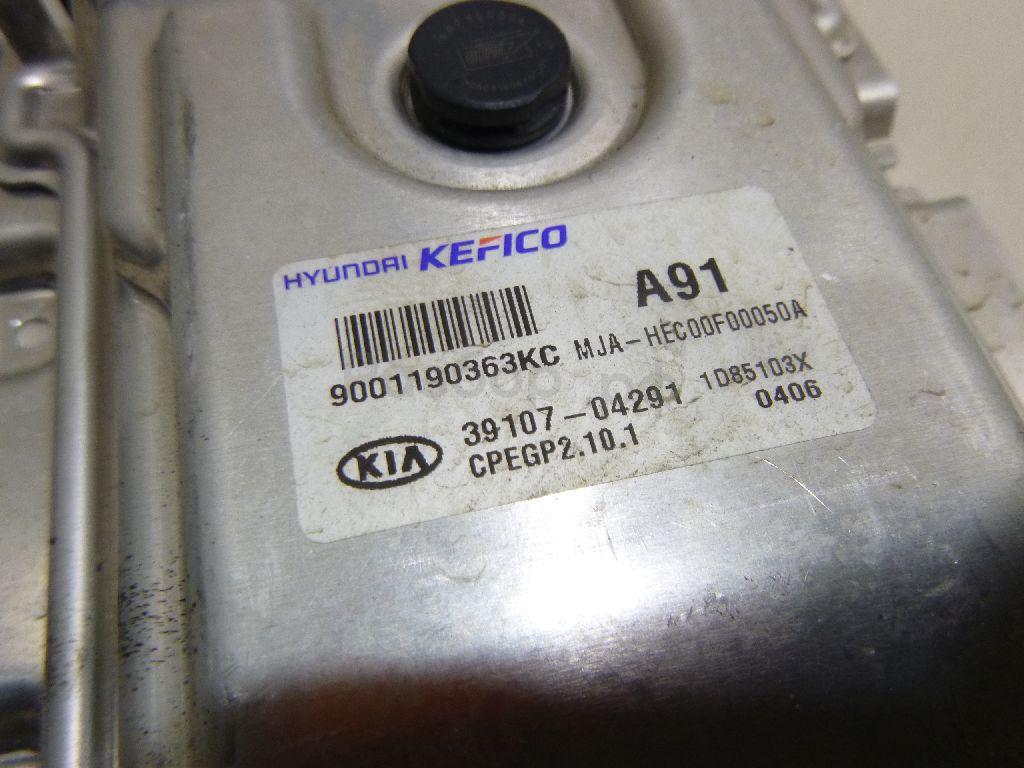 HYUNDAI KEFICO
A91
9001190363KC MJA-HEC00F00050A
39107-04291 1D85103X
KIA CPEGP2.10.1 0406